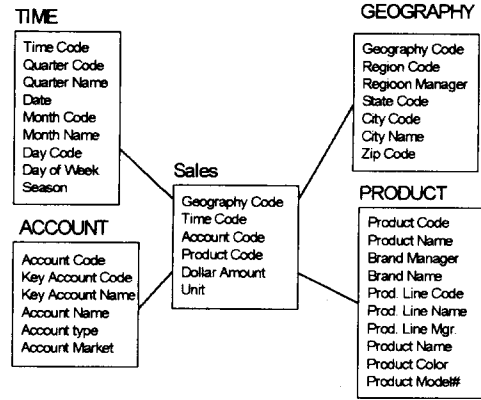 TIME
Time Code
Quarter Code
Quarter Name
Date
Month Code
Month Name
Day Code
Day of Week
Season
GEOGRAPHY
Geography Code
Region Code
Regioon Manager
State Code
City Code
City Name
Zip Code
Sales
Geography Code
Time Code
Account Code
Product Code
Dollar Amount
Unit
ACCOUNT
Account Code
Key Account Code
Key Account Name
Account Name
Account type
Account Market
PRODUCT
Product Code
Product Name
Brand Manager
Brand Name
Prod. Line Code
Prod. Line Name
Prod. Line Mgr.
Product Name
Product Color
Product Model#